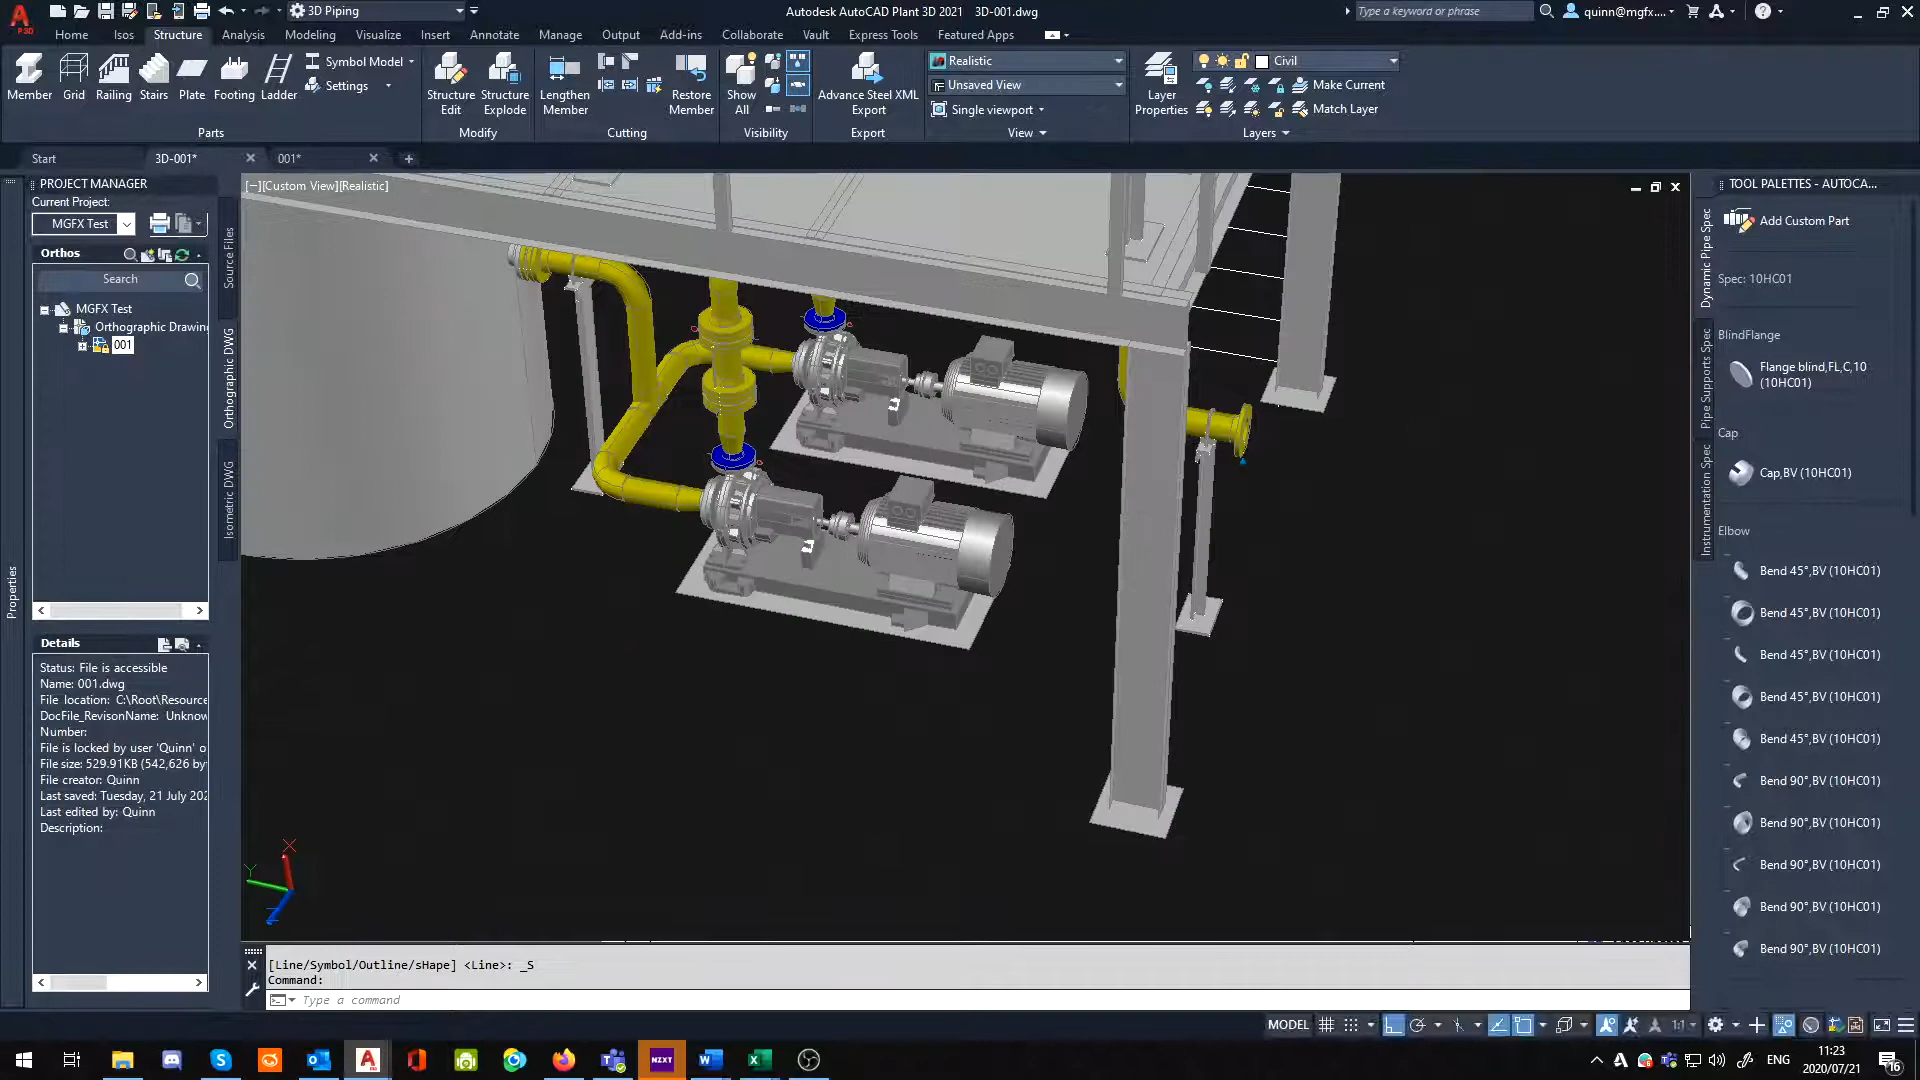 3D Piping
Autodesk AutoCAD Plant 3D 2021
3D-001.dwg
Type a keyword or phrase
quinn@mgfx....
P3D
Home
Isos
Structure
Analysis
Modeling
Visualize
Insert
Annotate
Manage
Output
Add-ins
Collaborate
Vault
Express Tools
Featured Apps
Member
Grid
Railing
Stairs
Plate
Footing
Ladder
Symbol Model
Settings
Structure
Edit
Structure
Explode
Lengthen
Member
Restore
Member
Show
All
Advance Steel XML
Export
Realistic
Unsaved View
Single viewport
Layer
Properties
Civil
Make Current
Match Layer
Parts
Modify
Cutting
Visibility
Export
View
Layers
Start
3D-001*
001*
PROJECT MANAGER
Current Project:
MGFX Test
Orthos
Search
MGFX Test
Orthographic Drawing
001
Source Files
Orthographic DWG
Isometric DWG
Properties
Details
Status: File is accessible
Name: 001.dwg
File location: C:\Root\Resource
DocFile_RevisonName: Unknow
Number:
File is locked by user 'Quinn' o
File size: 529.91KB (542,626 by
File creator: Quinn
Last saved: Tuesday, 21 July 202
Last edited by: Quinn
Description:
[−][Custom View][Realistic]
X
Y
Z
[Line/Symbol/Outline/sHape] <Line>: _S
Command:
Type a command
TOOL PALETTES - AUTOCA...
Dynamic Pipe Spec
Pipe Supports Spec
Instrumentation Spec
Add Custom Part
Spec: 10HC01
BlindFlange
Flange blind,FL,C,10
(10HC01)
Cap
Cap,BV (10HC01)
Elbow
Bend 45°,BV (10HC01)
Bend 45°,BV (10HC01)
Bend 45°,BV (10HC01)
Bend 45°,BV (10HC01)
Bend 45°,BV (10HC01)
Bend 90°,BV (10HC01)
Bend 90°,BV (10HC01)
Bend 90°,BV (10HC01)
Bend 90°,BV (10HC01)
Bend 90°,BV (10HC01)
MODEL
1:1
NZXT
ENG
11:23
2020/07/21
16